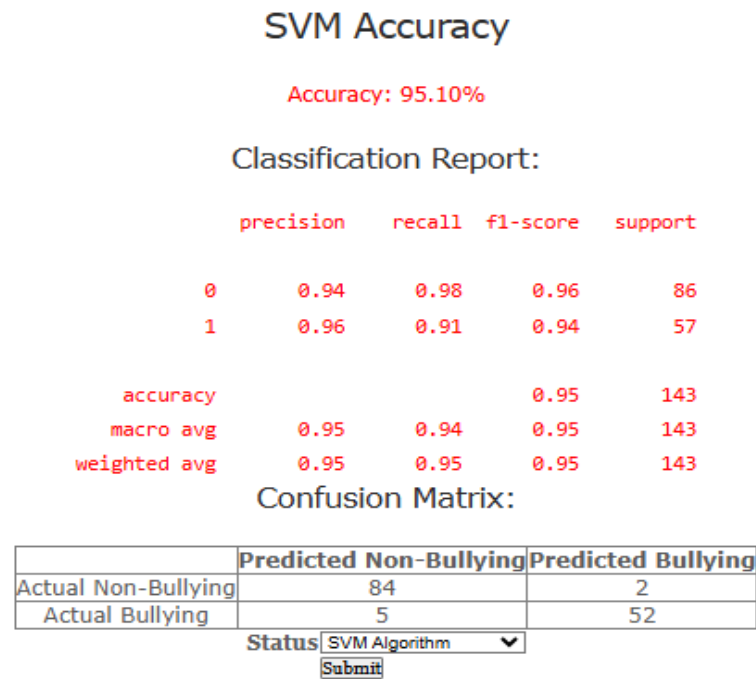 SVM Accuracy
Accuracy: 95.10%
Classification Report:
precision recall f1-score support
0 0.94 0.98 0.96 86
1 0.96 0.91 0.94 57
accuracy 0.95 143
macro avg 0.95 0.94 0.95 143
weighted avg 0.95 0.95 0.95 143
Confusion Matrix:
Predicted Non-Bullying Predicted Bullying
Actual Non-Bullying 84 2
Actual Bullying 5 52
Status SVM Algorithm
Submit